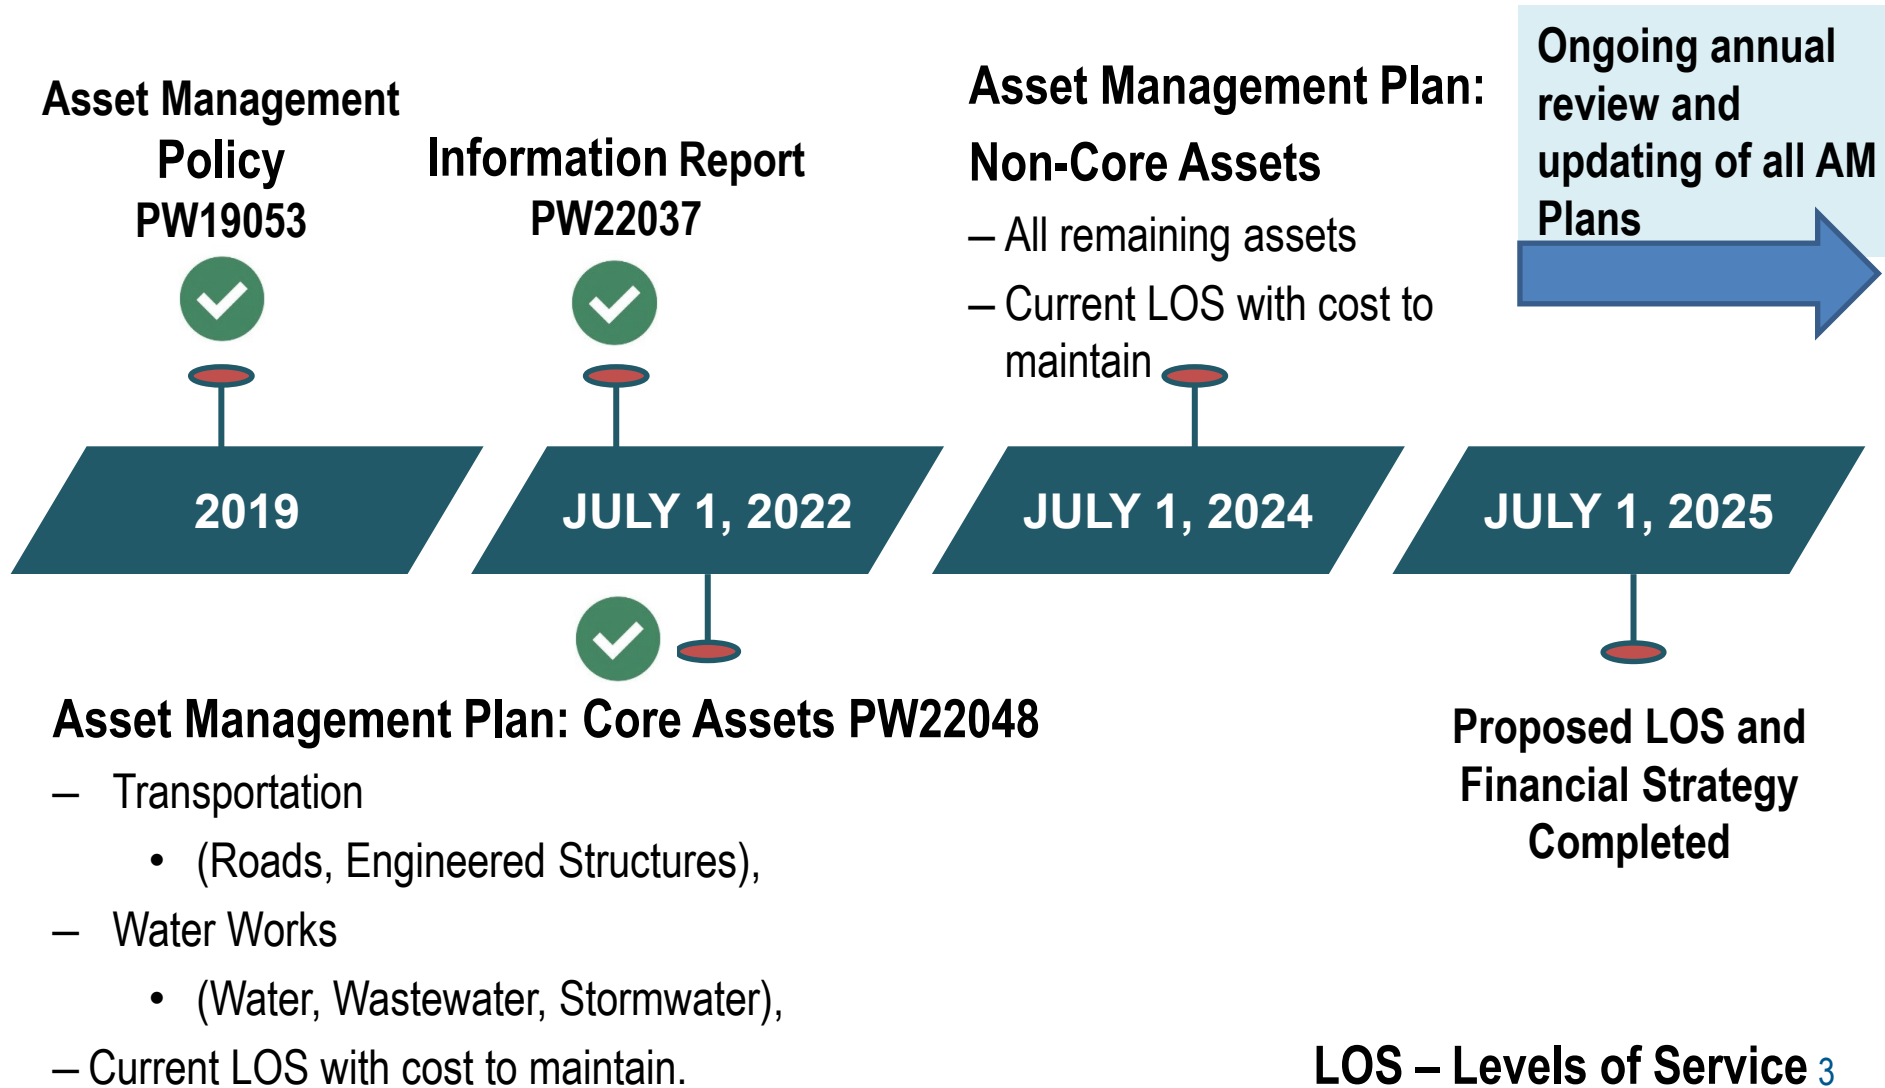 Asset Management
Policy
PW19053
Information Report
PW22037
Asset Management Plan:
Non-Core Assets
– All remaining assets
– Current LOS with cost to
maintain
Ongoing annual
review and
updating of all AM
Plans
2019
JULY 1, 2022
JULY 1, 2024
JULY 1, 2025
Asset Management Plan: Core Assets PW22048
– Transportation
• (Roads, Engineered Structures),
– Water Works
• (Water, Wastewater, Stormwater),
– Current LOS with cost to maintain.
Proposed LOS and
Financial Strategy
Completed
LOS – Levels of Service 3